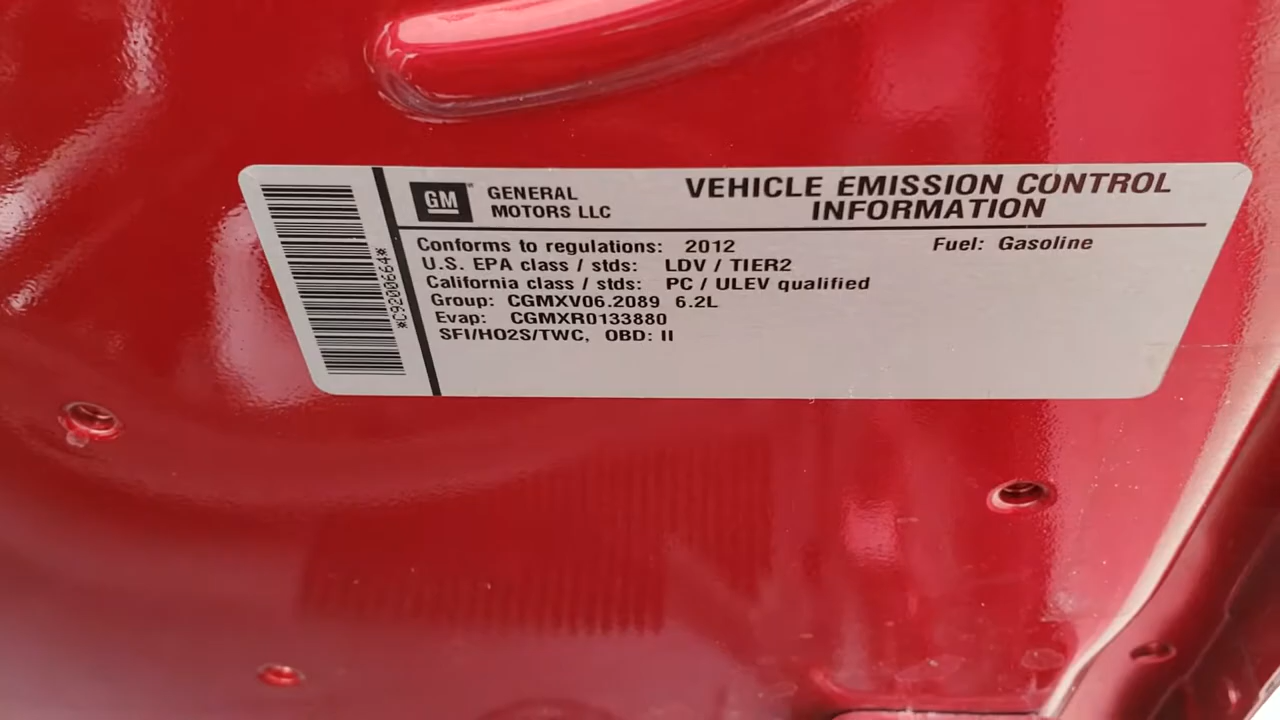 GM GENERAL MOTORS LLC
VEHICLE EMISSION CONTROL
INFORMATION
Conforms to regulations: 2012 Fuel: Gasoline
U.S. EPA class / stds: LDV / TIER2
California class / stds: PC / ULEV qualified
Group: CGMXV06.2089 6.2L
Evap: CGMXR0133880
SFI/HO2S/TWC, OBD: II
*C9200664*